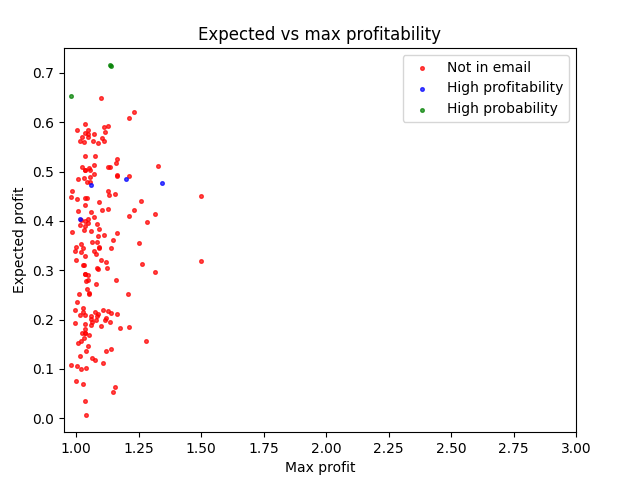 Expected vs max profitability
Not in email
High profitability
High probability
0.7
0.6
0.5
0.4
0.3
0.2
0.1
0.0
Expected profit
1.00 1.25 1.50 1.75 2.00 2.25 2.50 2.75 3.00
Max profit